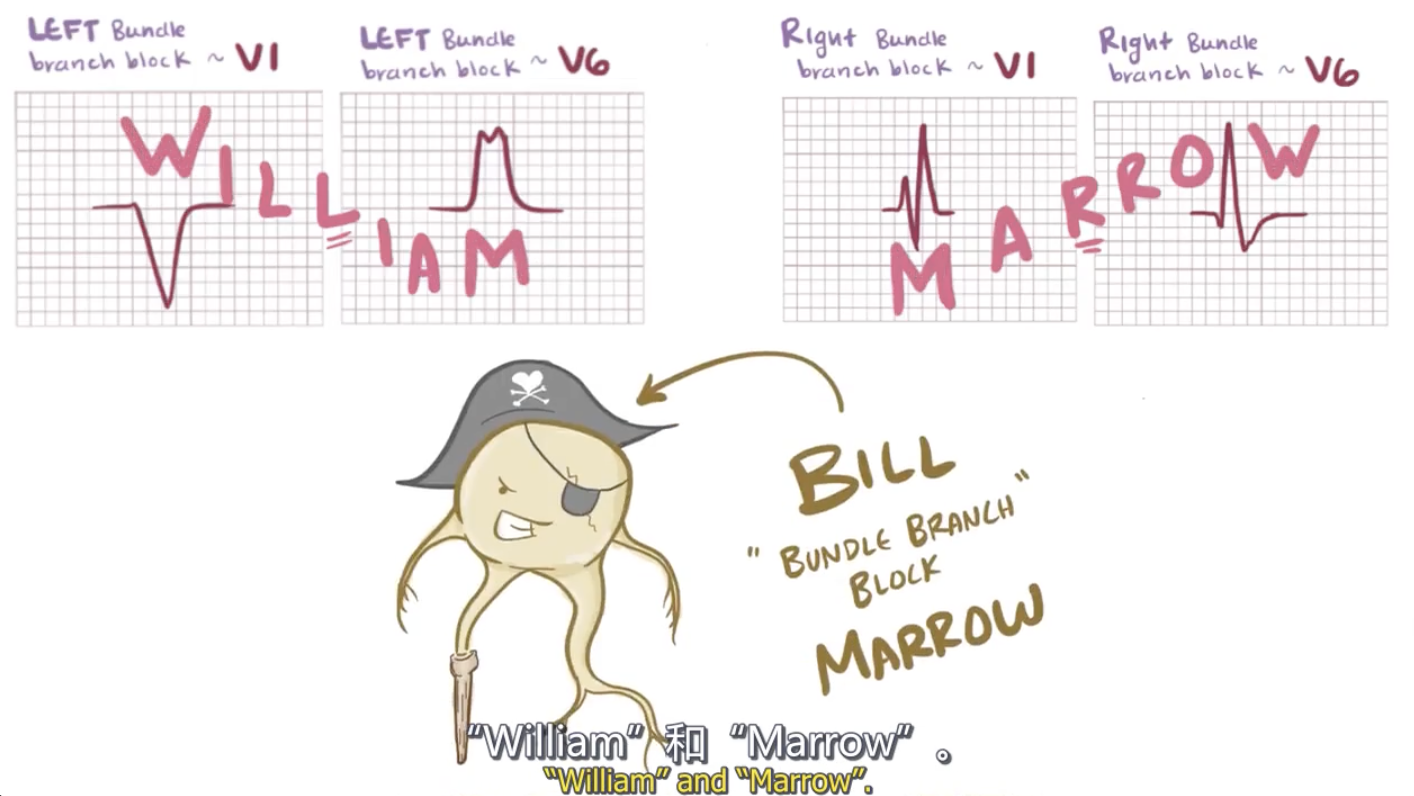 LEFT Bundle
branch block ~ V1
LEFT Bundle
branch block ~ V6
Right Bundle
branch block ~ V1
Right Bundle
branch block ~ V6
WILLIAM
MARROW
BILL
"BUNDLE BRANCH"
BLOCK
MARROW
“William” 和 “Marrow” 。
“William” and “Marrow”.